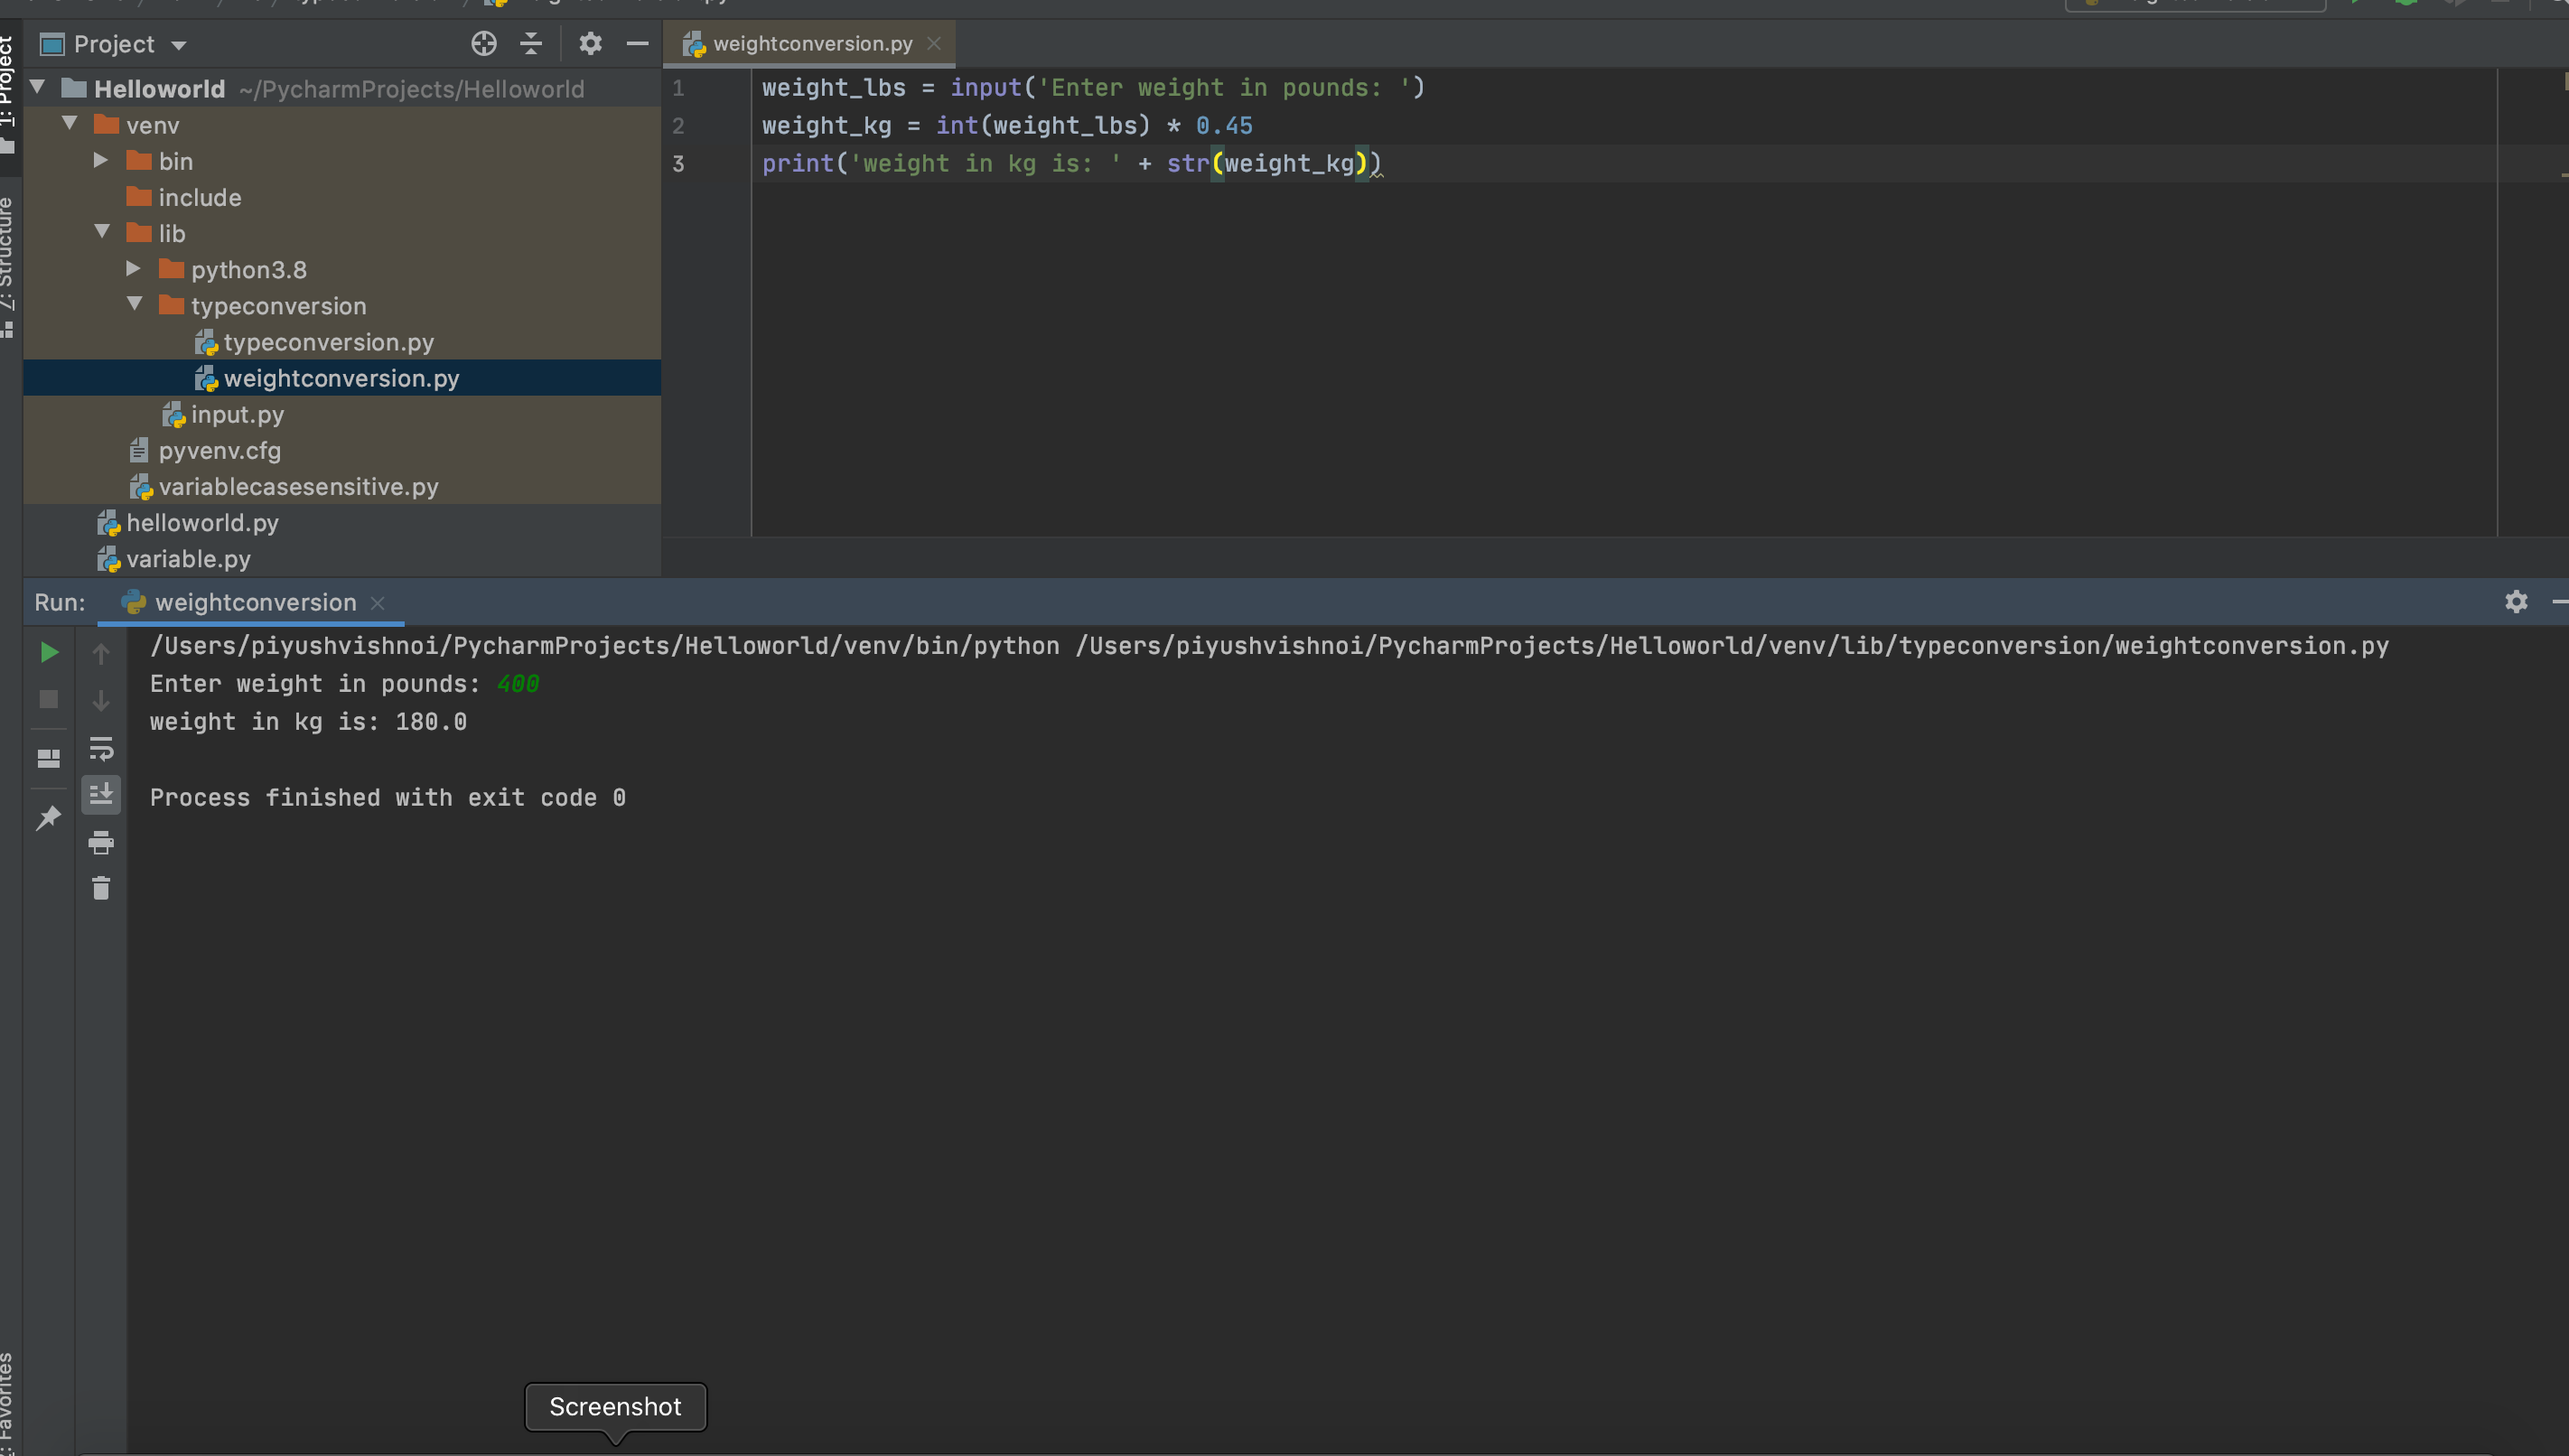 Project
weightconversion.py
1: Project
Helloworld ~/PycharmProjects/Helloworld
venv
bin
include
lib
python3.8
typeconversion
typeconversion.py
weightconversion.py
input.py
pyvenv.cfg
variablecasesensitive.py
helloworld.py
variable.py
Z: Structure
1 weight_lbs = input('Enter weight in pounds: ')
2 weight_kg = int(weight_lbs) * 0.45
3 print('weight in kg is: ' + str(weight_kg))
Run: weightconversion
/Users/piyushvishnoi/PycharmProjects/Helloworld/venv/bin/python /Users/piyushvishnoi/PycharmProjects/Helloworld/venv/lib/typeconversion/weightconversion.py
Enter weight in pounds: 400
weight in kg is: 180.0
Process finished with exit code 0
Favorites
Screenshot